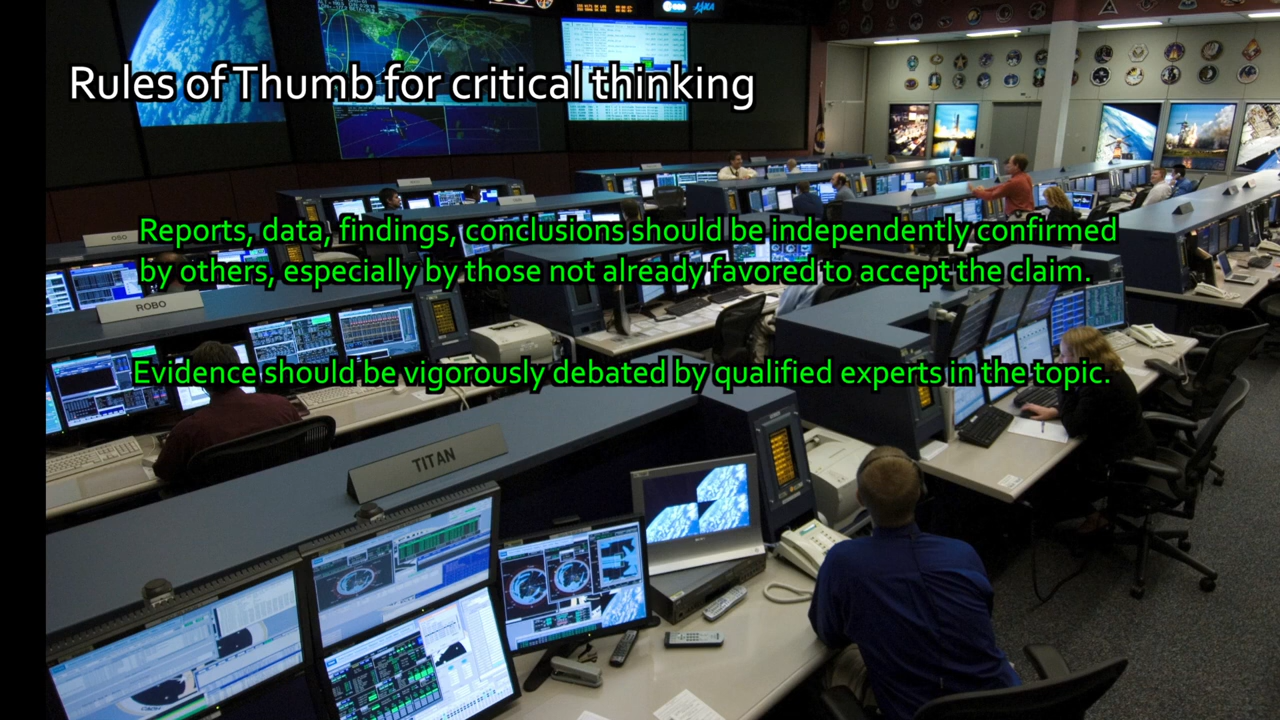 Rules of Thumb for critical thinking
Reports, data, findings, conclusions should be independently confirmed
by others, especially by those not already favored to accept the claim.
Evidence should be vigorously debated by qualified experts in the topic.
OSO
ROBO
TITAN